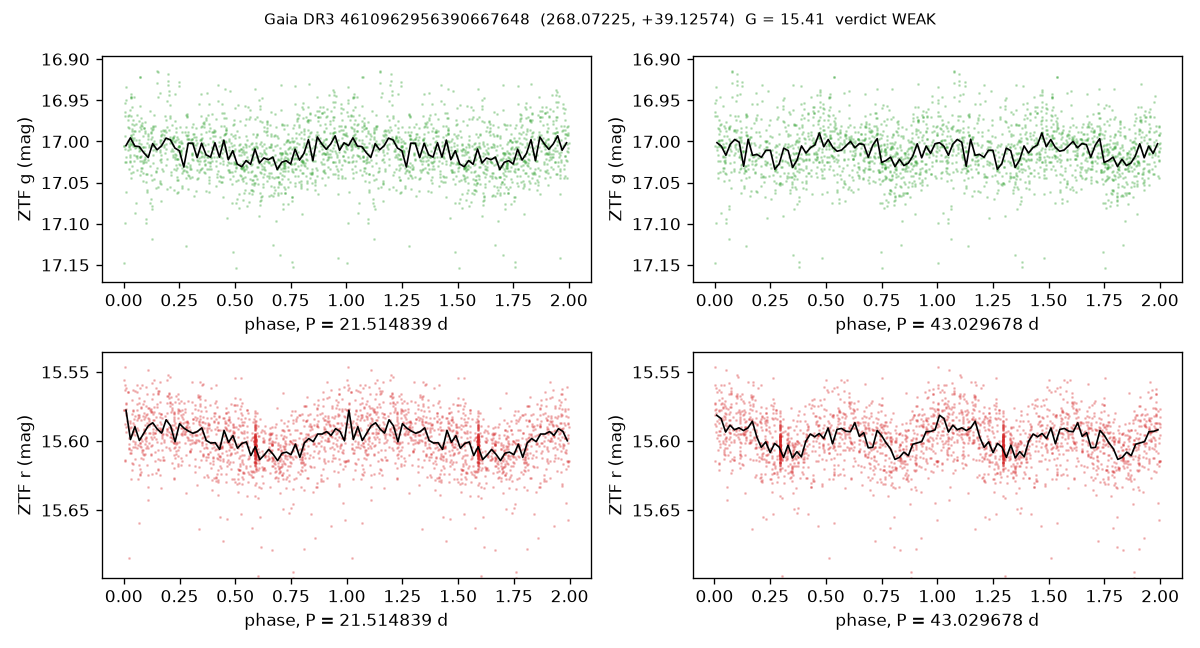 Gaia DR3 4610962956390667648  (268.07225, +39.12574)  G = 15.41  verdict WEAK
ZTF g (mag)
16.90
16.95
17.00
17.05
17.10
17.15
0.00 0.25 0.50 0.75 1.00 1.25 1.50 1.75 2.00
phase, P = 21.514839 d
ZTF g (mag)
16.90
16.95
17.00
17.05
17.10
17.15
0.00 0.25 0.50 0.75 1.00 1.25 1.50 1.75 2.00
phase, P = 43.029678 d
ZTF r (mag)
15.55
15.60
15.65
0.00 0.25 0.50 0.75 1.00 1.25 1.50 1.75 2.00
phase, P = 21.514839 d
ZTF r (mag)
15.55
15.60
15.65
0.00 0.25 0.50 0.75 1.00 1.25 1.50 1.75 2.00
phase, P = 43.029678 d